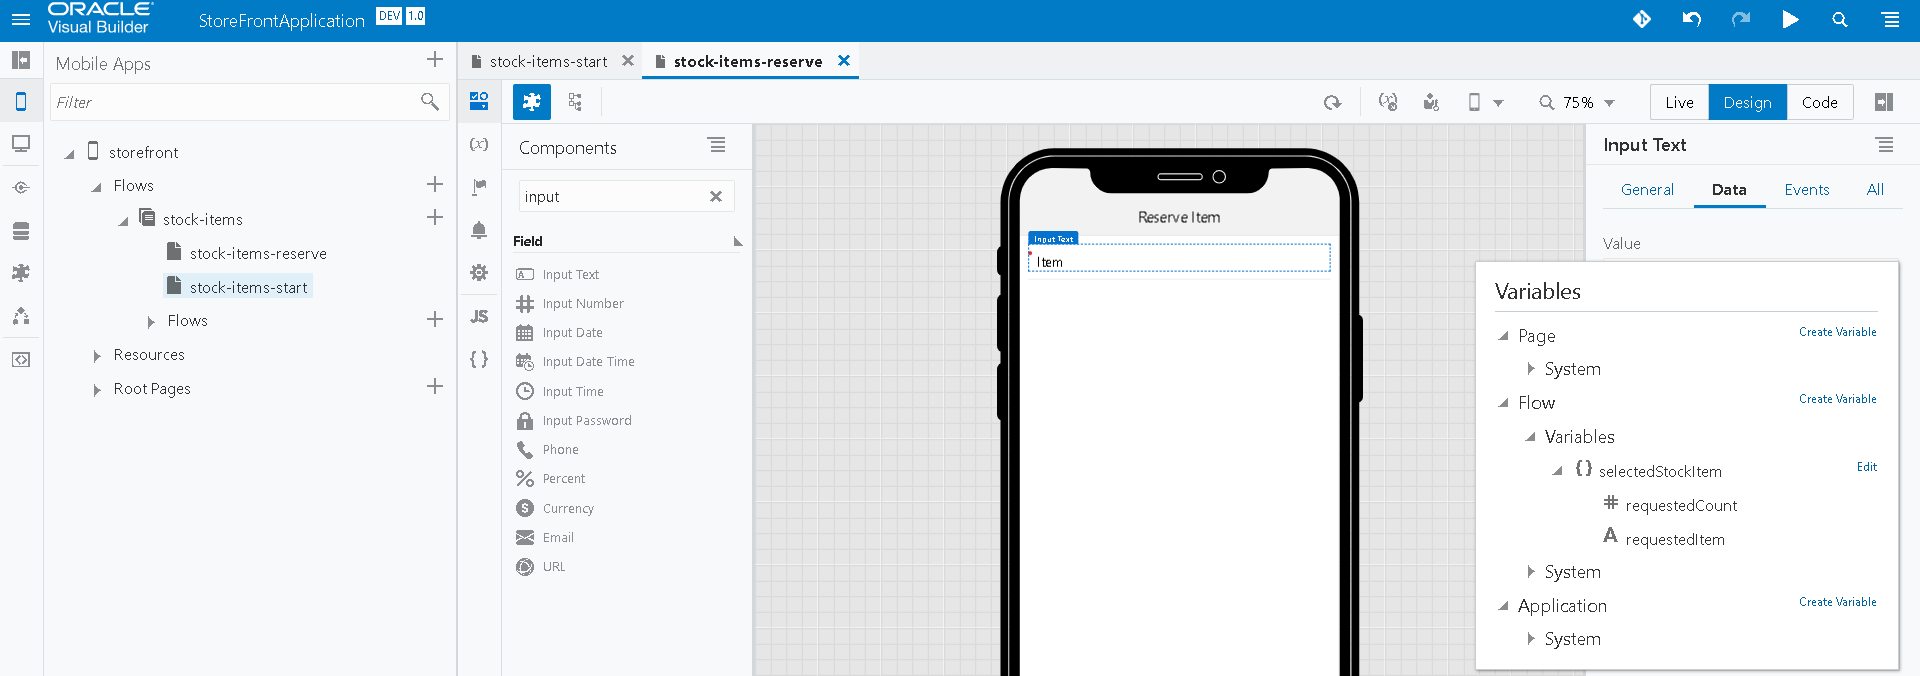 ORACLE
Visual Builder
StoreFrontApplication DEV 1.0
Mobile Apps
Filter
storefront
Flows
stock-items
stock-items-reserve
stock-items-start
Flows
Resources
Root Pages
stock-items-start
stock-items-reserve
75%
Live Design Code
(x)
JS
{ }
Components
input
Field
Input Text
Input Number
Input Date
Input Date Time
Input Time
Input Password
Phone
Percent
Currency
Email
URL
Reserve Item
Input Text
Item
Input Text
General Data Events All
Value
Variables
Page Create Variable
System
Flow Create Variable
Variables
{} selectedStockItem Edit
# requestedCount
A requestedItem
System
Application Create Variable
System